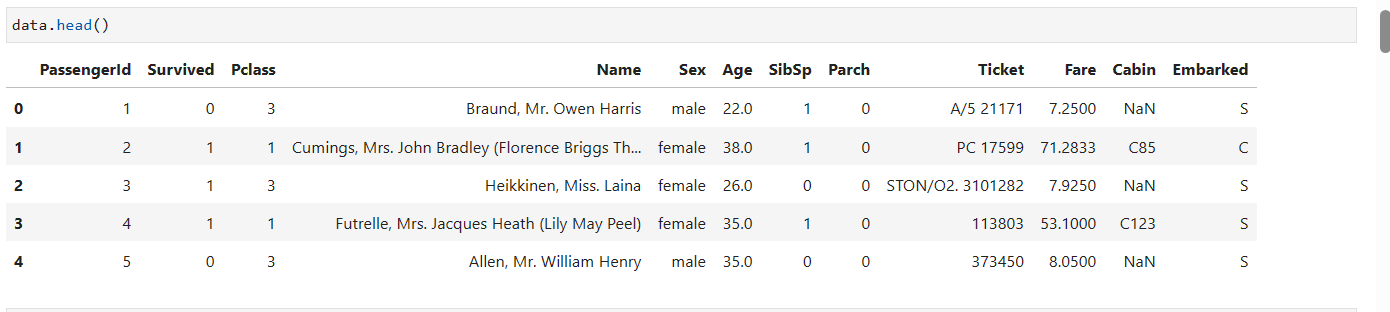 data.head()
PassengerId Survived Pclass Name Sex Age SibSp Parch Ticket Fare Cabin Embarked
0 1 0 3 Braund, Mr. Owen Harris male 22.0 1 0 A/5 21171 7.2500 NaN S
1 2 1 1 Cumings, Mrs. John Bradley (Florence Briggs Th... female 38.0 1 0 PC 17599 71.2833 C85 C
2 3 1 3 Heikkinen, Miss. Laina female 26.0 0 0 STON/O2. 3101282 7.9250 NaN S
3 4 1 1 Futrelle, Mrs. Jacques Heath (Lily May Peel) female 35.0 1 0 113803 53.1000 C123 S
4 5 0 3 Allen, Mr. William Henry male 35.0 0 0 373450 8.0500 NaN S